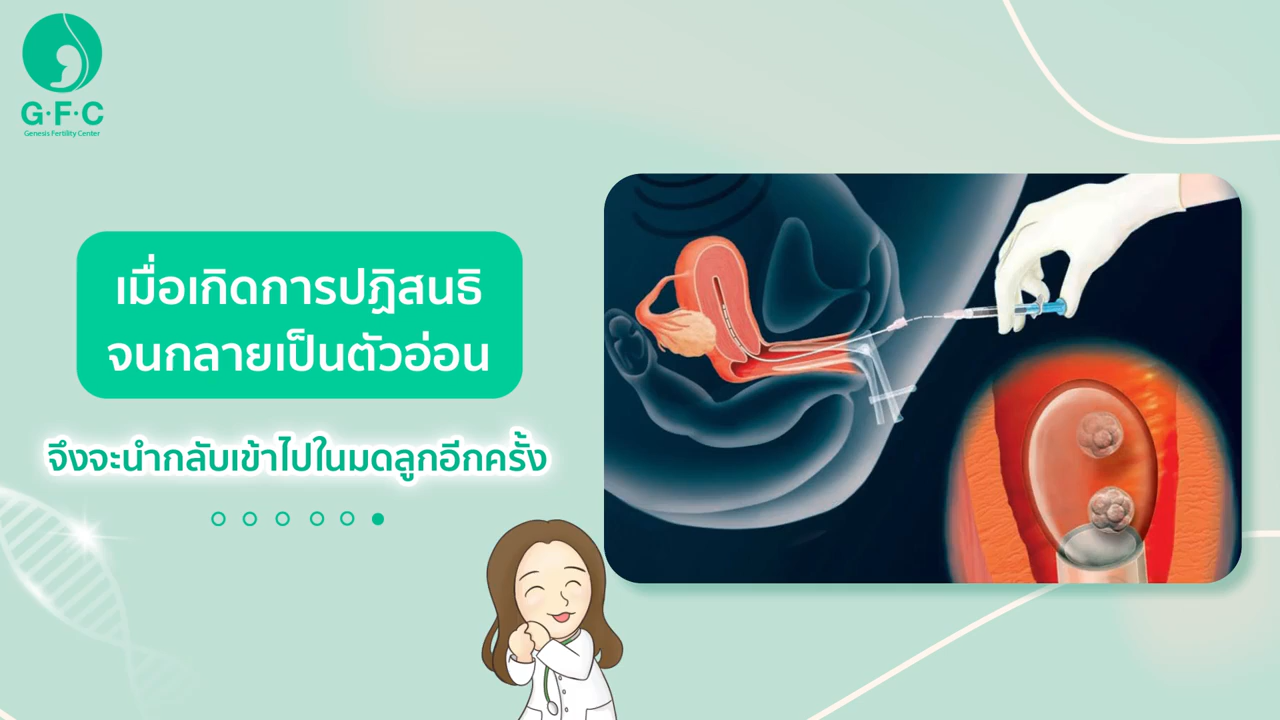 G·F·C
Genesis Fertility Center
เมื่อเกิดการปฏิสนธิ
จนกลายเป็นตัวอ่อน
จึงจะนำกลับเข้าไปในมดลูกอีกครั้ง